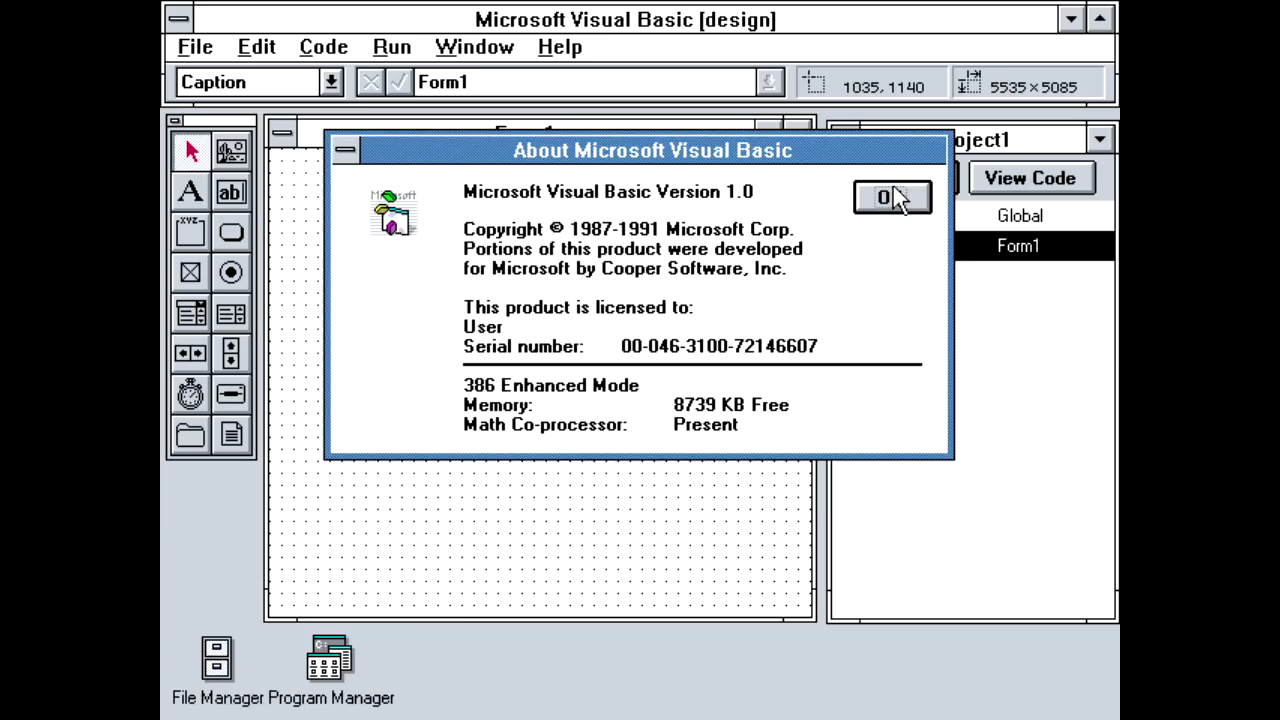 Microsoft Visual Basic [design]
File Edit Code Run Window Help
Caption Form1 1035, 1140 5535×5085
About Microsoft Visual Basic
View Code
Global
Form1
A ab
xyz
Microsoft Visual Basic Version 1.0
Copyright © 1987-1991 Microsoft Corp.
Portions of this product were developed
for Microsoft by Cooper Software, Inc.
This product is licensed to:
User
Serial number: 00-046-3100-72146607
386 Enhanced Mode
Memory: 8739 KB Free
Math Co-processor: Present
File Manager Program Manager